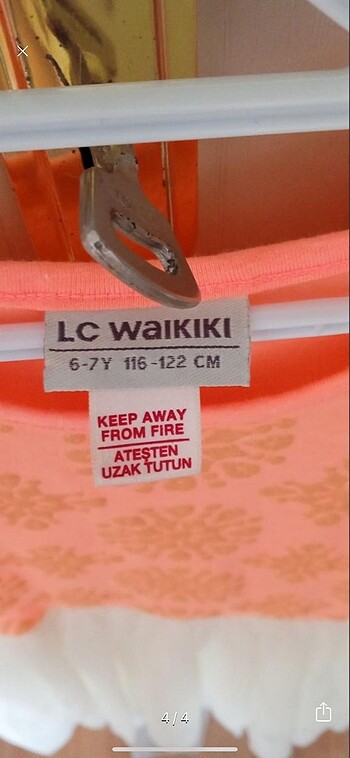 LC WAIKIKI
6-7Y 116-122 CM
KEEP AWAY
FROM FIRE
ATEŞTEN
UZAK TUTUN
4/4